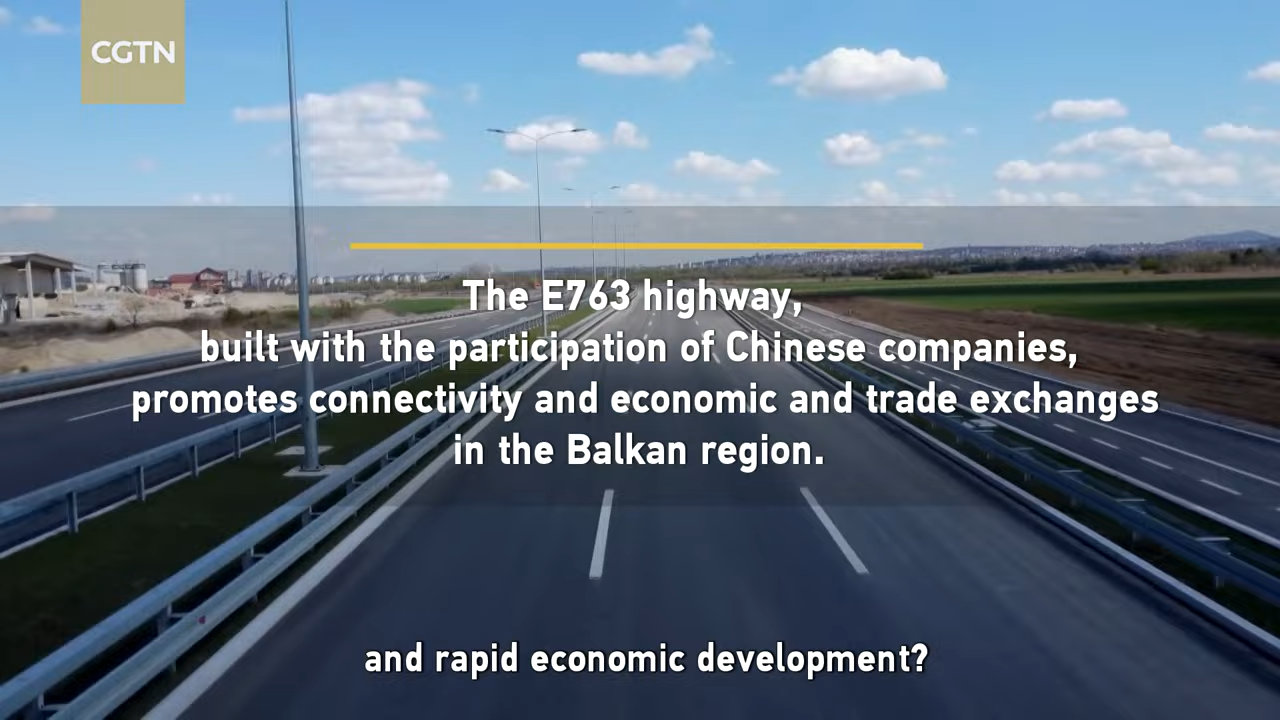 CGTN
The E763 highway,
built with the participation of Chinese companies,
promotes connectivity and economic and trade exchanges
in the Balkan region.
and rapid economic development?